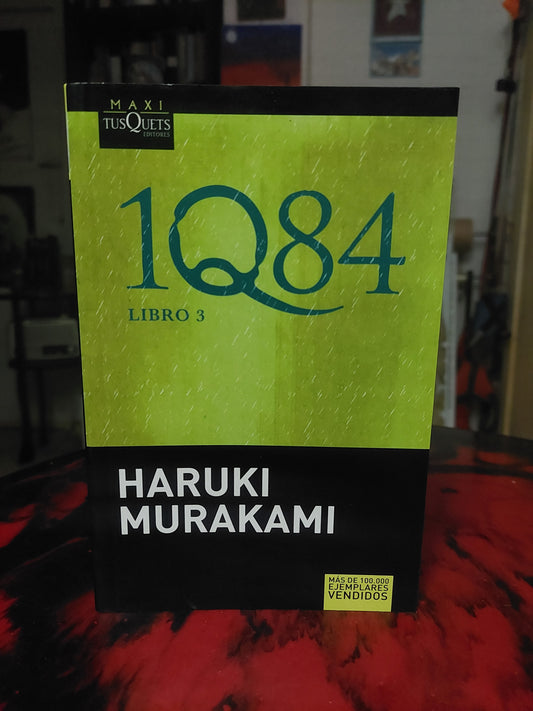 MAXI
TUSQUETS
EDITORES
1Q84
LIBRO 3
HARUKI
MURAKAMI
MÁS DE 100.000
EJEMPLARES
VENDIDOS